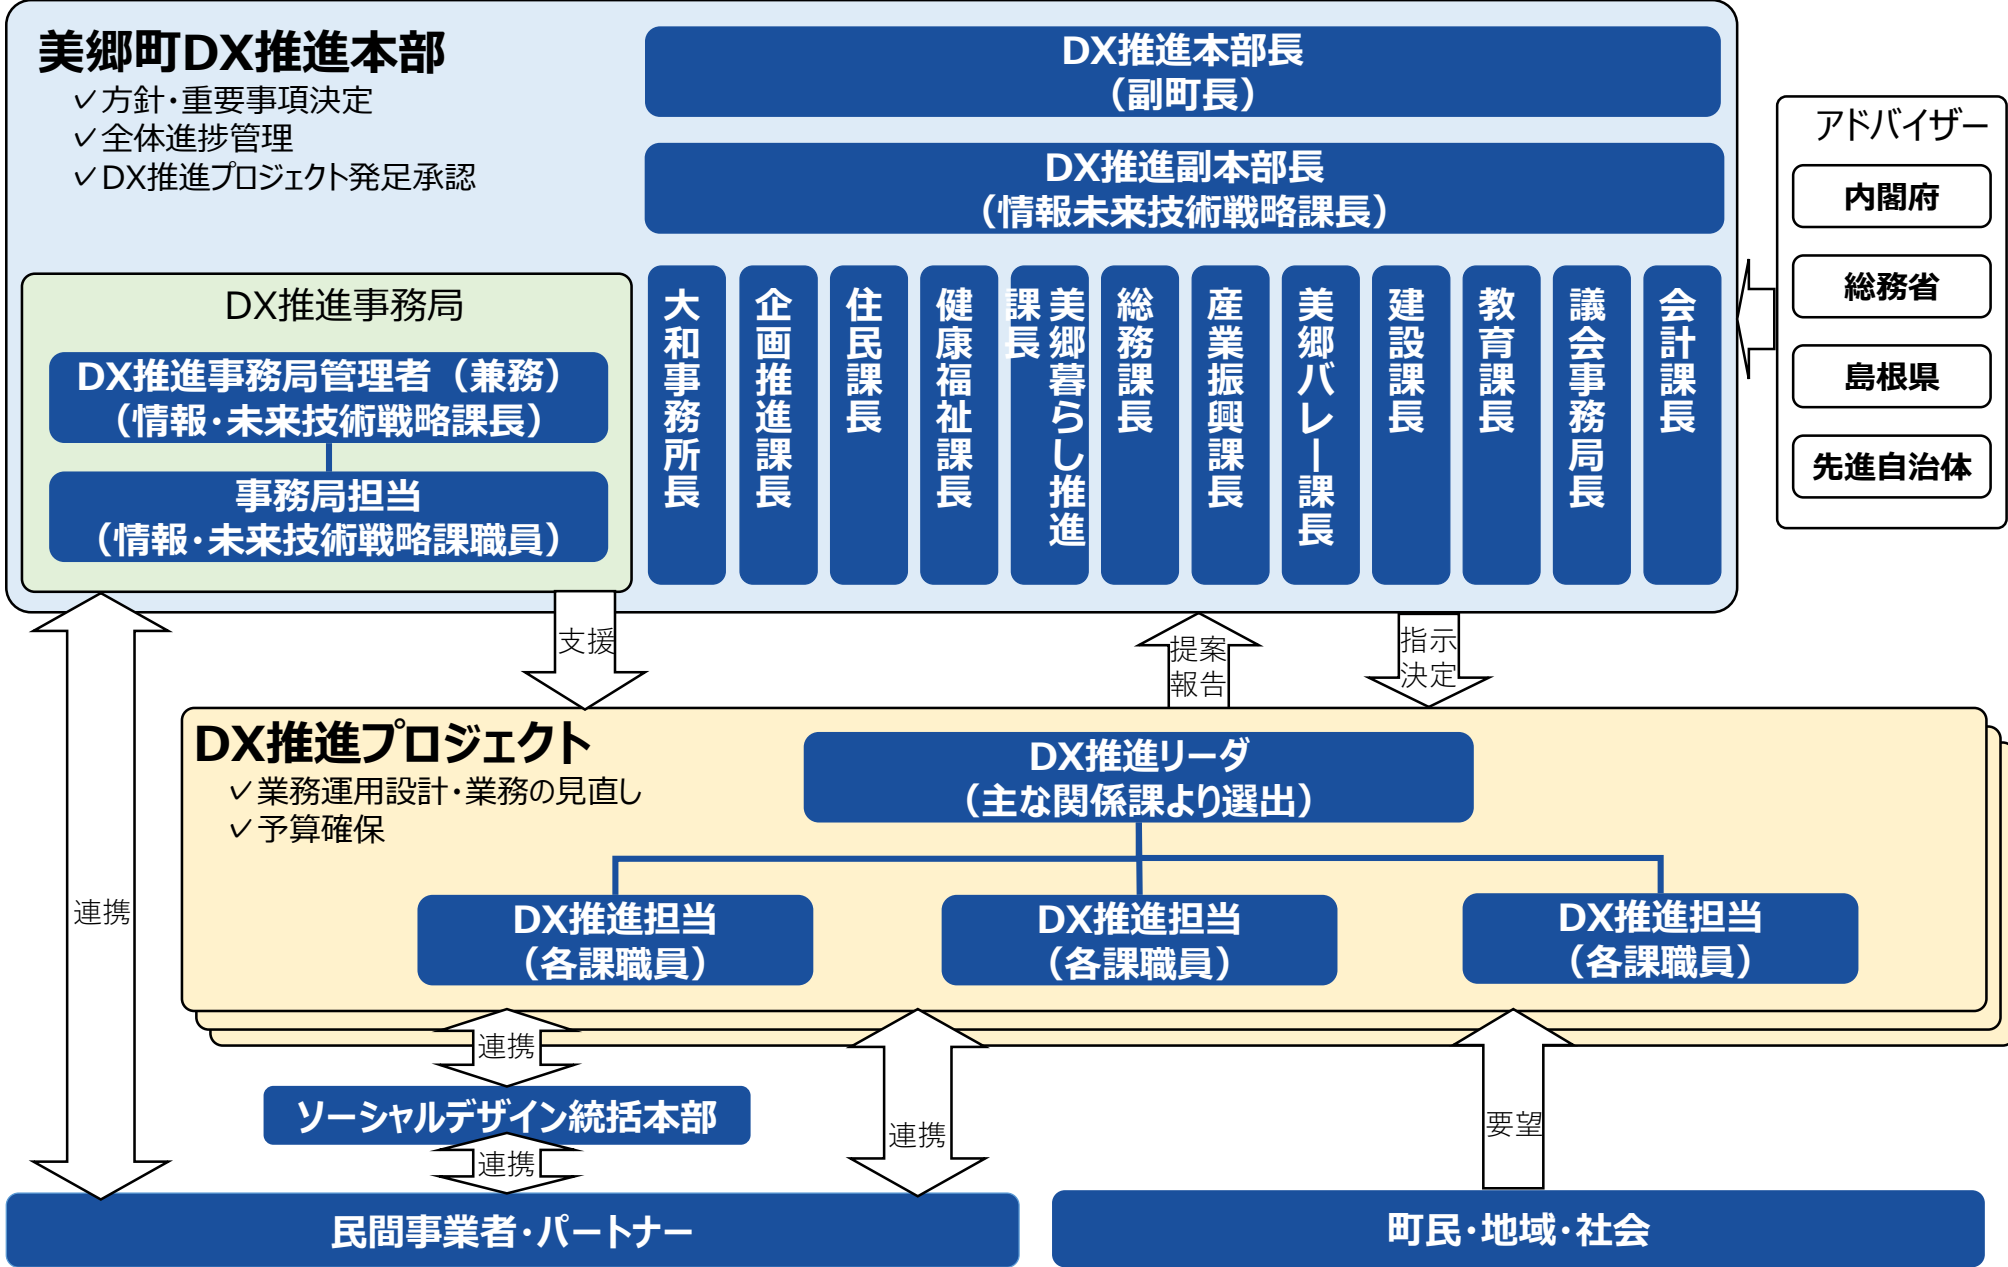 美郷町DX推進本部
✓方針・重要事項決定
✓全体進捗管理
✓DX推進プロジェクト発足承認
DX推進本部長
（副町長）
DX推進副本部長
（情報未来技術戦略課長）
DX推進事務局
DX推進事務局管理者（兼務）
（情報・未来技術戦略課長）
事務局担当
（情報・未来技術戦略課職員）
大和事務所長
企画推進課長
住民課長
健康福祉課長
美郷暮らし推進
課長
総務課長
産業振興課長
美郷バレー課長
建設課長
教育課長
議会事務局長
会計課長
アドバイザー
内閣府
総務省
島根県
先進自治体
支援
提案
報告
指示
決定
DX推進プロジェクト
✓業務運用設計・業務の見直し
✓予算確保
DX推進リーダ
（主な関係課より選出）
DX推進担当
（各課職員）
DX推進担当
（各課職員）
DX推進担当
（各課職員）
連携
連携
ソーシャルデザイン統括本部
連携
連携
要望
民間事業者・パートナー
町民・地域・社会